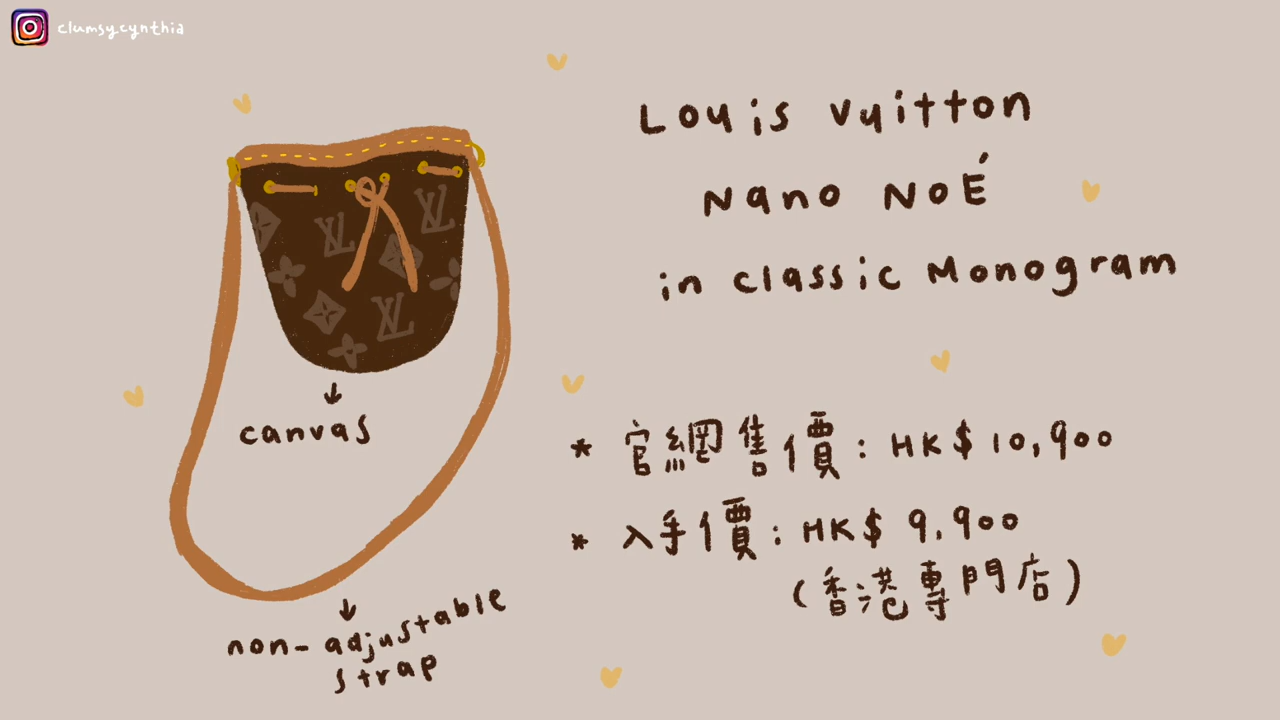 clumsy.cynthia
Louis Vuitton
Nano NOÉ
in classic Monogram
canvas
* 官網售價: HK$ 10,900
* 入手價: HK$ 9,900
(香港專門店)
non-adjustable
strap